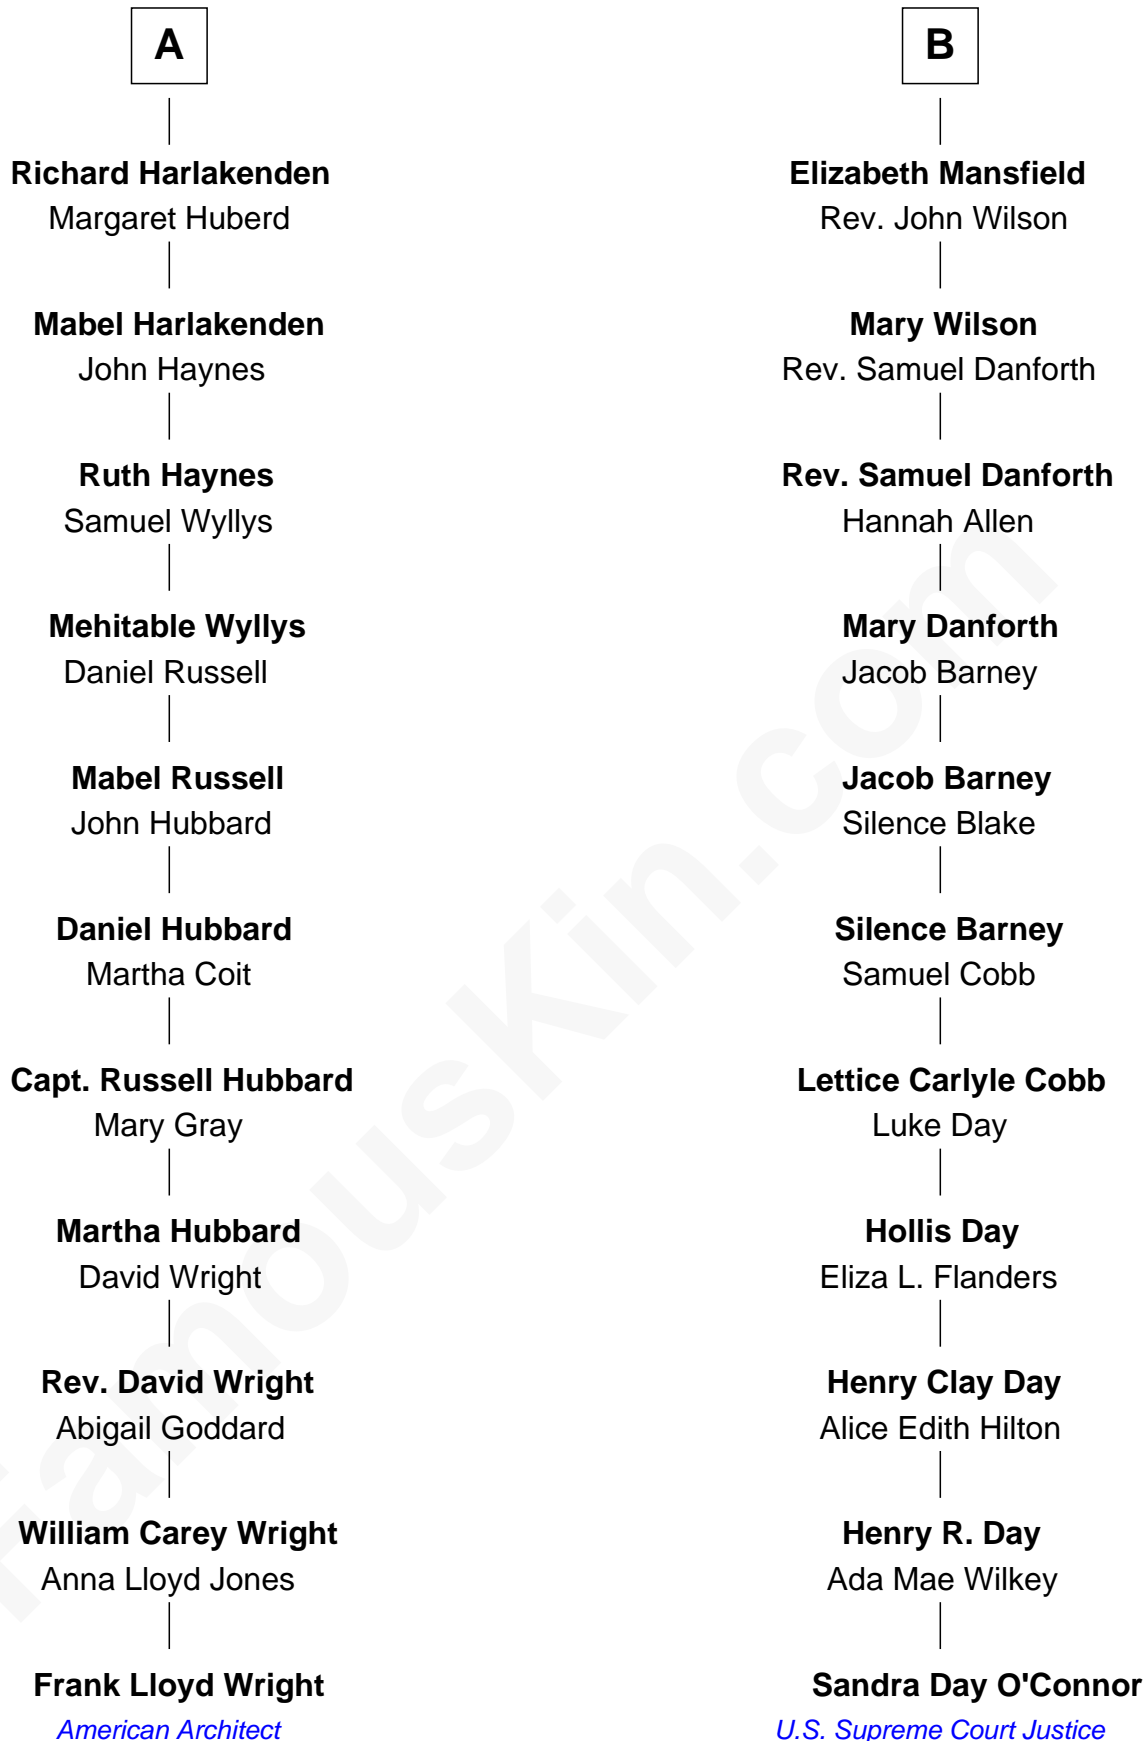 A
Richard Harlakenden
Margaret Huberd
Mabel Harlakenden
John Haynes
Ruth Haynes
Samuel Wyllys
Mehitable Wyllys
Daniel Russell
Mabel Russell
John Hubbard
Daniel Hubbard
Martha Coit
Capt. Russell Hubbard
Mary Gray
Martha Hubbard
David Wright
Rev. David Wright
Abigail Goddard
William Carey Wright
Anna Lloyd Jones
Frank Lloyd Wright
American Architect
B
Elizabeth Mansfield
Rev. John Wilson
Mary Wilson
Rev. Samuel Danforth
Rev. Samuel Danforth
Hannah Allen
Mary Danforth
Jacob Barney
Jacob Barney
Silence Blake
Silence Barney
Samuel Cobb
Lettice Carlyle Cobb
Luke Day
Hollis Day
Eliza L. Flanders
Henry Clay Day
Alice Edith Hilton
Henry R. Day
Ada Mae Wilkey
Sandra Day O'Connor
U.S. Supreme Court Justice
FamousKin.com